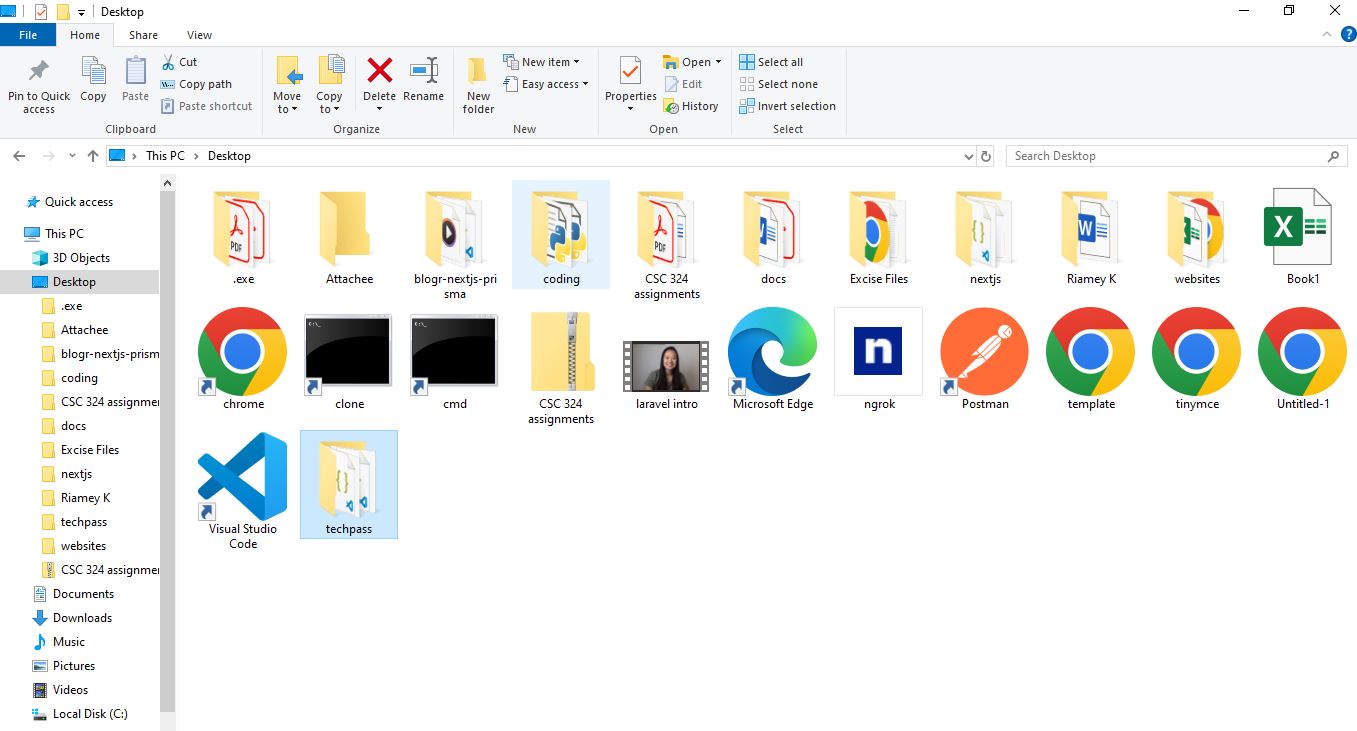 Desktop
File Home Share View
Pin to Quick access
Copy
Paste
Cut
Copy path
Paste shortcut
Clipboard
Move to
Copy to
Delete
Rename
Organize
New folder
New item
Easy access
New
Properties
Open
Edit
History
Open
Select all
Select none
Invert selection
Select
This PC > Desktop
Search Desktop
Quick access
This PC
3D Objects
Desktop
.exe
Attachee
blogr-nextjs-prism
coding
CSC 324 assignme
docs
Excise Files
nextjs
Riamey K
techpass
websites
CSC 324 assignme
Documents
Downloads
Music
Pictures
Videos
Local Disk (C:)
.exe
Attachee
blogr-nextjs-pri
sma
coding
CSC 324
assignments
docs
Excise Files
nextjs
Riamey K
websites
Book1
chrome
clone
cmd
CSC 324
assignments
laravel intro
Microsoft Edge
ngrok
Postman
template
tinymce
Untitled-1
Visual Studio
Code
techpass